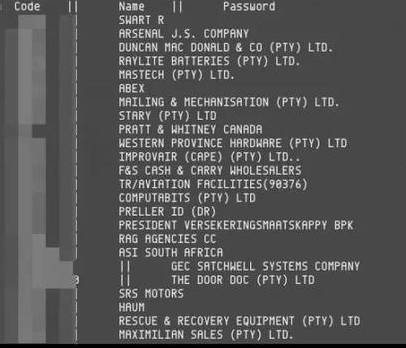 Code || Name || Password
SWART R
ARSENAL J.S. COMPANY
DUNCAN MAC DONALD & CO (PTY) LTD.
RAYLITE BATTERIES (PTY) LTD.
MASTECH (PTY) LTD.
ABEX
MAILING & MECHANISATION (PTY) LTD.
STARY (PTY) LTD
PRATT & WHITNEY CANADA
WESTERN PROVINCE HARDWARE (PTY) LTD
IMPROVAIR (CAPE) (PTY) LTD..
F&S CASH & CARRY WHOLESALERS
TR/AVIATION FACILITIES(90376)
COMPUTABITS (PTY) LTD
PRELLER ID (DR)
PRESIDENT VERSEKERINGSMAATSKAPPY BPK
RAG AGENCIES CC
ASI SOUTH AFRICA
|| GEC SATCHWELL SYSTEMS COMPANY
|| THE DOOR DOC (PTY) LTD
SRS MOTORS
HAUM
RESCUE & RECOVERY EQUIPMENT (PTY) LTD
MAXIMILIAN SALES (PTY) LTD.